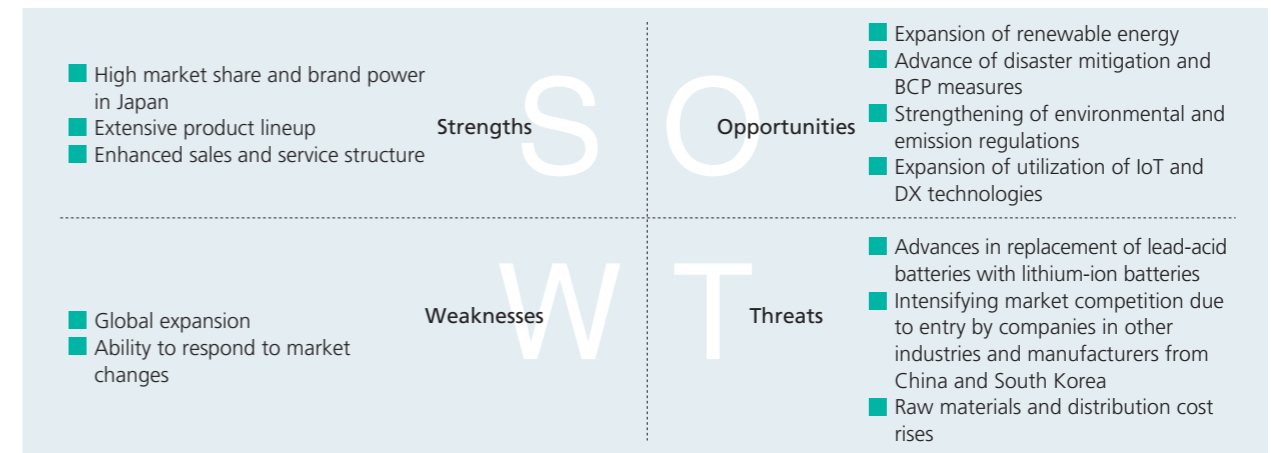 High market share and brand power
in Japan
Extensive product lineup
Enhanced sales and service structure
Strengths
S
O
Opportunities
Expansion of renewable energy
Advance of disaster mitigation and
BCP measures
Strengthening of environmental and
emission regulations
Expansion of utilization of IoT and
DX technologies
Global expansion
Ability to respond to market
changes
Weaknesses
W
T
Threats
Advances in replacement of lead-acid
batteries with lithium-ion batteries
Intensifying market competition due
to entry by companies in other
industries and manufacturers from
China and South Korea
Raw materials and distribution cost
rises